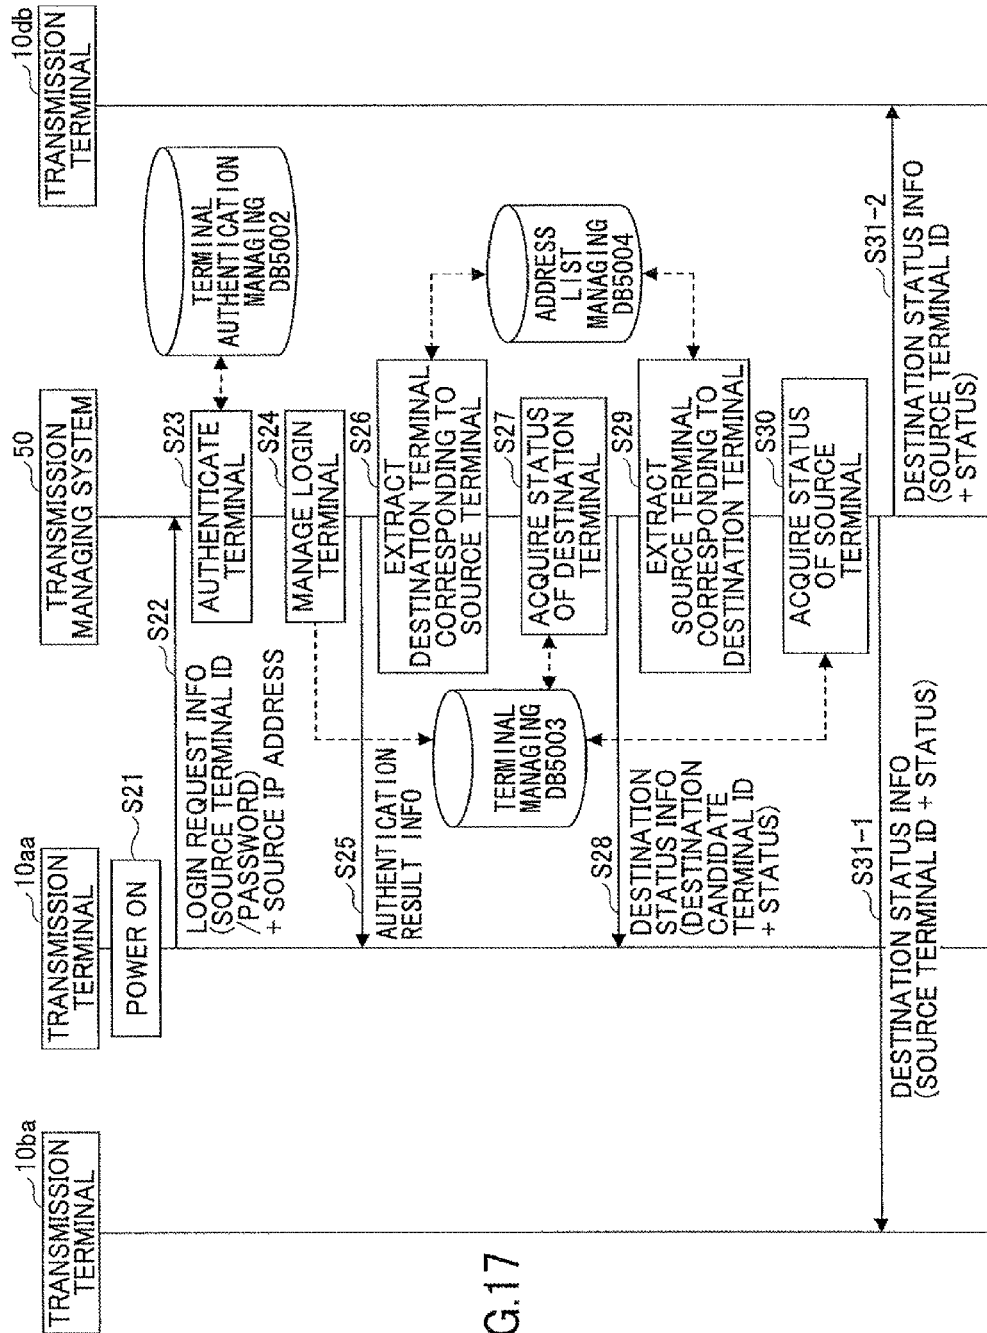 TRANSMISSION
TERMINAL
10ba
TRANSMISSION
TERMINAL
10aa
TRANSMISSION
MANAGING SYSTEM
50
TRANSMISSION
TERMINAL
10db
POWER ON
S21
LOGIN REQUEST INFO
(SOURCE TERMINAL ID
/PASSWORD)
+ SOURCE IP ADDRESS
S22
AUTHENTICATE
TERMINAL
S23
TERMINAL
AUTHENTICATION
MANAGING
DB5002
MANAGE LOGIN
TERMINAL
S24
AUTHENTICATION
RESULT INFO
S25
EXTRACT
DESTINATION TERMINAL
CORRESPONDING TO
SOURCE TERMINAL
S26
TERMINAL
MANAGING
DB5003
ADDRESS
LIST
MANAGING
DB5004
ACQUIRE STATUS
OF DESTINATION
TERMINAL
S27
DESTINATION
STATUS INFO
(DESTINATION
CANDIDATE
TERMINAL ID
+ STATUS)
S28
EXTRACT
SOURCE TERMINAL
CORRESPONDING TO
DESTINATION TERMINAL
S29
ACQUIRE STATUS
OF SOURCE
TERMINAL
S30
S31-1
DESTINATION STATUS INFO
(SOURCE TERMINAL ID + STATUS)
S31-2
DESTINATION STATUS INFO
(SOURCE TERMINAL ID
+ STATUS)
G.17